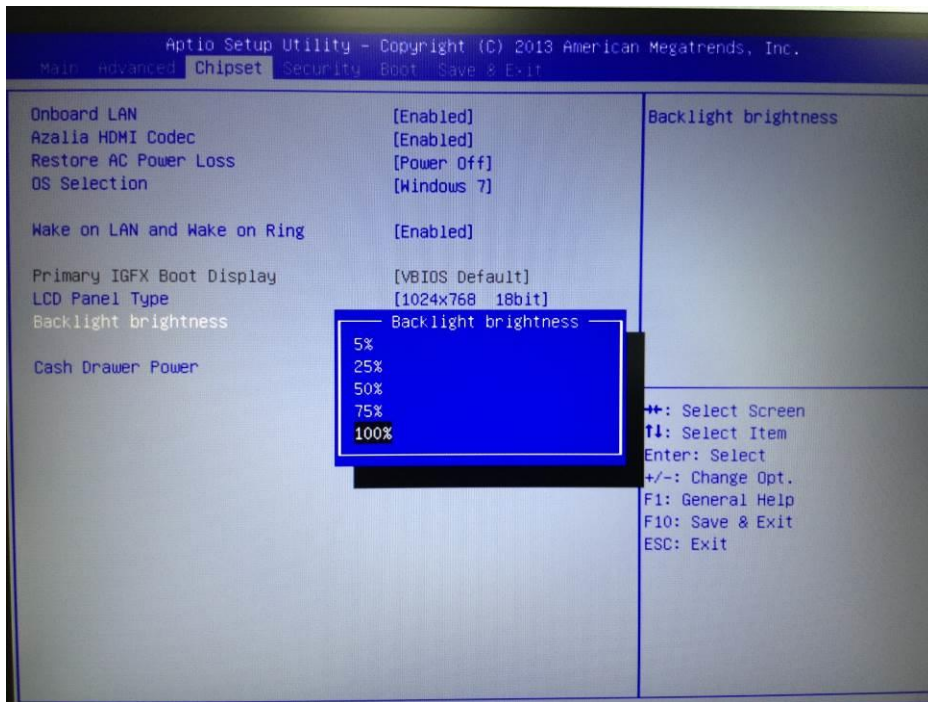 Aptio Setup Utility – Copyright (C) 2013 American Megatrends, Inc.
Main Advanced Chipset Security Boot Save & Exit
Onboard LAN [Enabled]
Azalia HDMI Codec [Enabled]
Restore AC Power Loss [Power Off]
OS Selection [Windows 7]
Wake on LAN and Wake on Ring [Enabled]
Primary IGFX Boot Display [VBIOS Default]
LCD Panel Type [1024x768 18bit]
Backlight brightness
Cash Drawer Power
Backlight brightness
5%
25%
50%
75%
100%
Backlight brightness
→←: Select Screen
↑↓: Select Item
Enter: Select
+/-: Change Opt.
F1: General Help
F10: Save & Exit
ESC: Exit